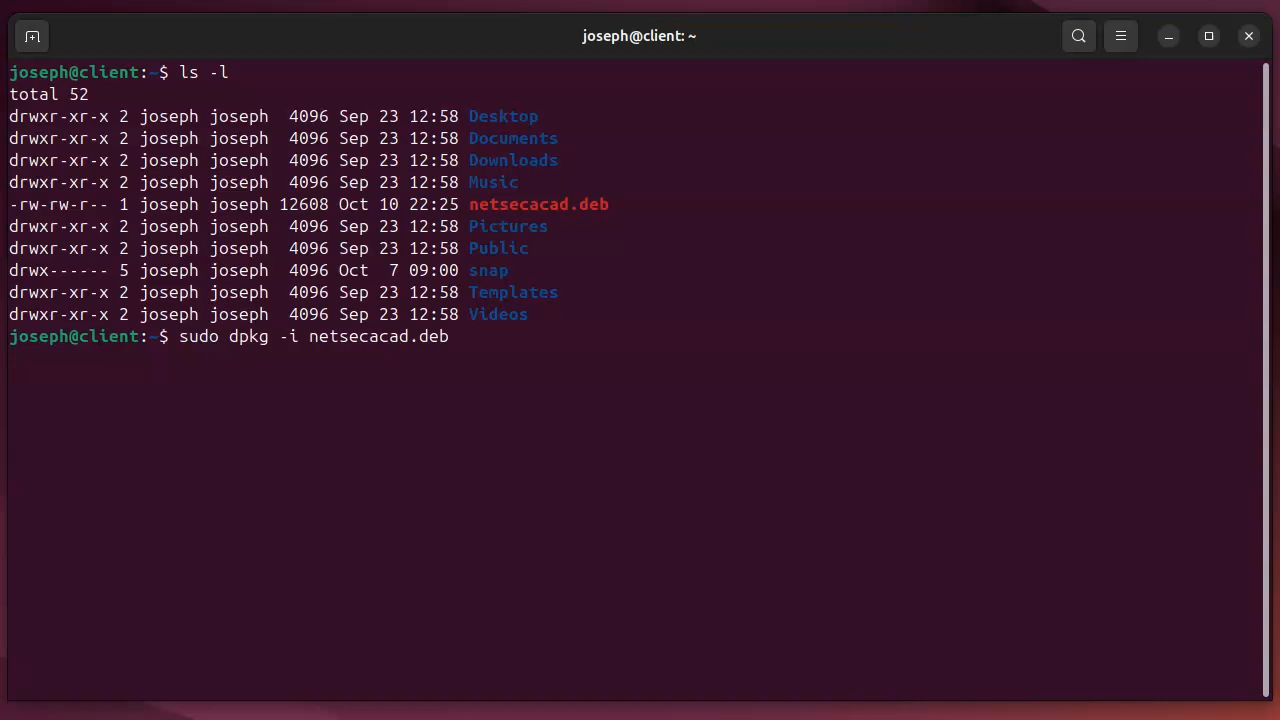 joseph@client: ~
joseph@client:~$ ls -l
total 52
drwxr-xr-x 2 joseph joseph  4096 Sep 23 12:58 Desktop
drwxr-xr-x 2 joseph joseph  4096 Sep 23 12:58 Documents
drwxr-xr-x 2 joseph joseph  4096 Sep 23 12:58 Downloads
drwxr-xr-x 2 joseph joseph  4096 Sep 23 12:58 Music
-rw-rw-r-- 1 joseph joseph 12608 Oct 10 22:25 netsecacad.deb
drwxr-xr-x 2 joseph joseph  4096 Sep 23 12:58 Pictures
drwxr-xr-x 2 joseph joseph  4096 Sep 23 12:58 Public
drwx------ 5 joseph joseph  4096 Oct  7 09:00 snap
drwxr-xr-x 2 joseph joseph  4096 Sep 23 12:58 Templates
drwxr-xr-x 2 joseph joseph  4096 Sep 23 12:58 Videos
joseph@client:~$ sudo dpkg -i netsecacad.deb